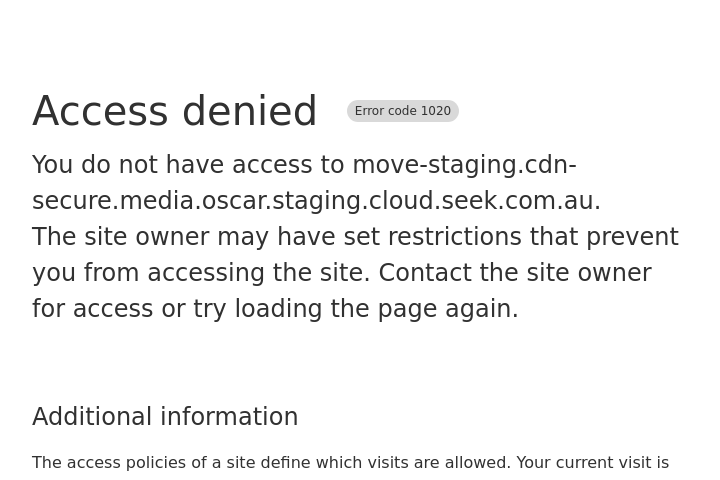 Access denied
Error code 1020
You do not have access to move-staging.cdn-
secure.media.oscar.staging.cloud.seek.com.au.
The site owner may have set restrictions that prevent
you from accessing the site. Contact the site owner
for access or try loading the page again.
Additional information
The access policies of a site define which visits are allowed. Your current visit is